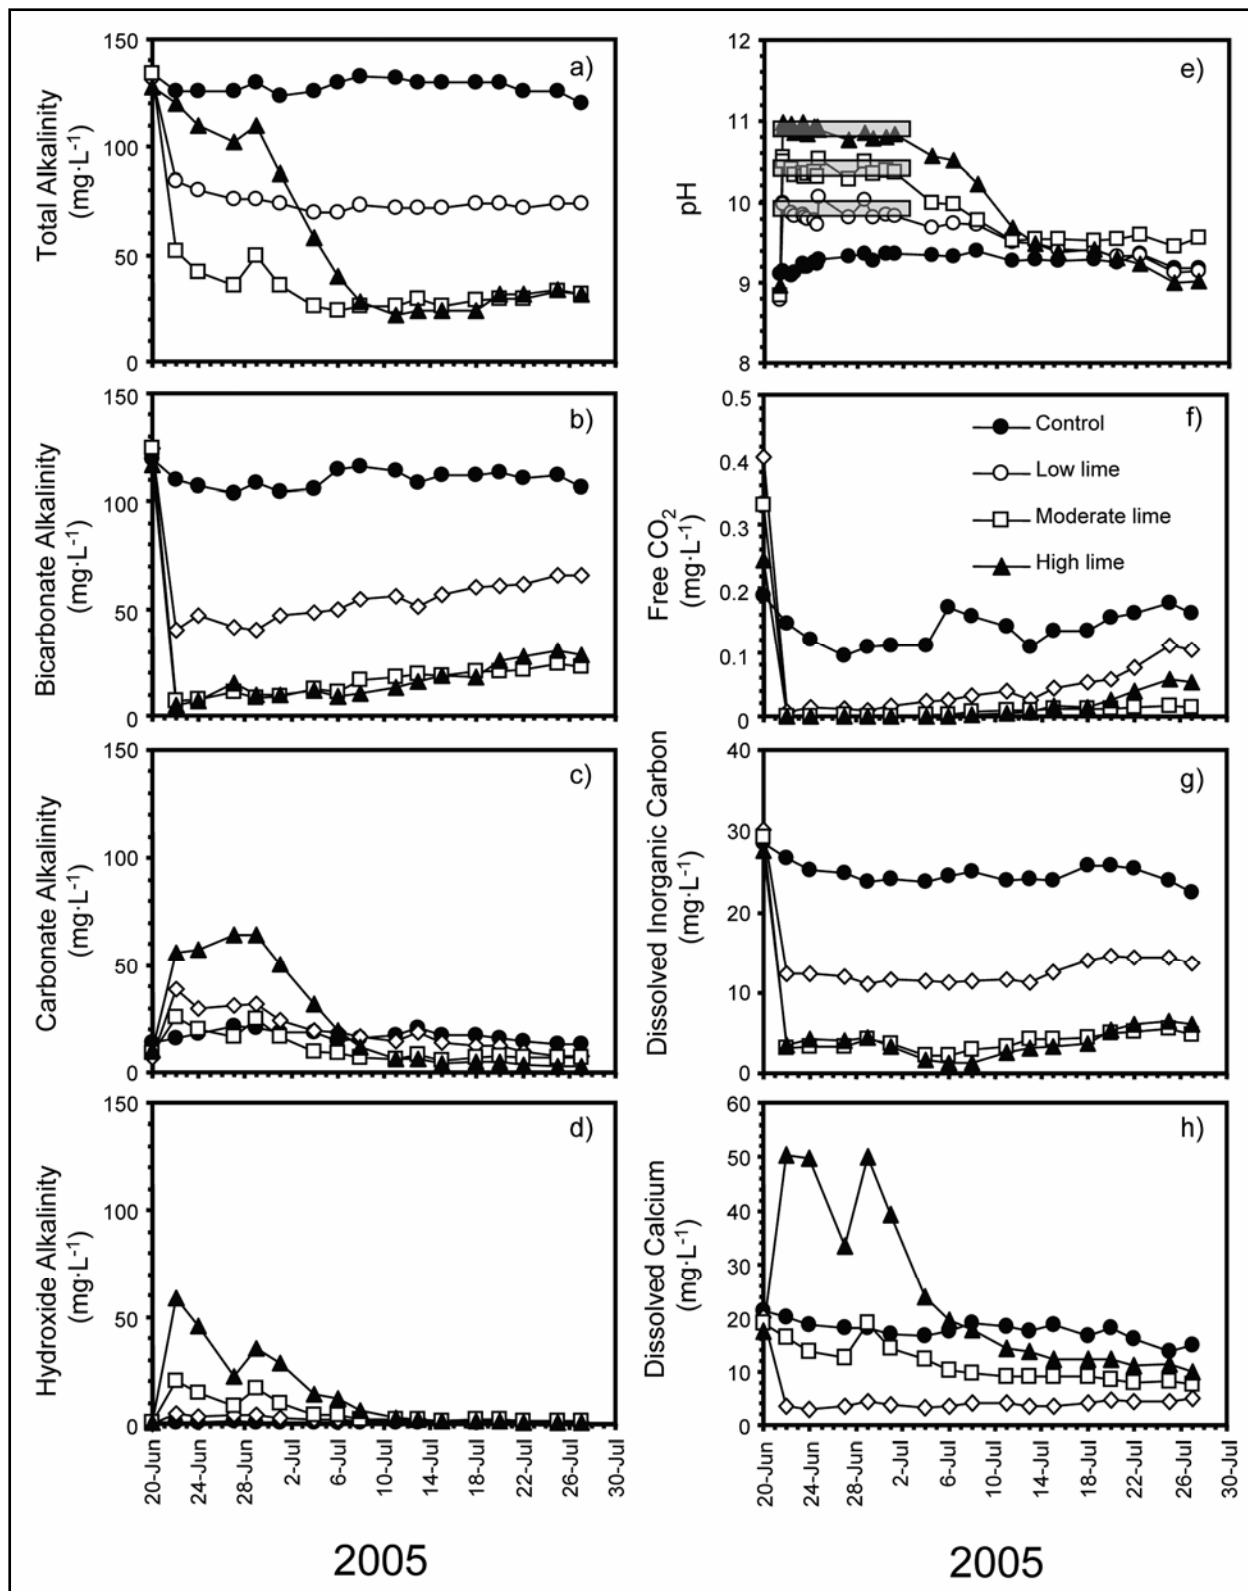 a)
150
100
50
0
Total Alkalinity
(mg·L-1)
b)
150
100
50
0
Bicarbonate Alkalinity
(mg·L-1)
c)
150
100
50
0
Carbonate Alkalinity
(mg·L-1)
d)
150
100
50
0
Hydroxide Alkalinity
(mg·L-1)
20-Jun
24-Jun
28-Jun
2-Jul
6-Jul
10-Jul
14-Jul
18-Jul
22-Jul
26-Jul
30-Jul
2005
e)
12
11
10
9
8
pH
f)
0.5
0.4
0.3
0.2
0.1
0
Free CO2
(mg·L-1)
Control
Low lime
Moderate lime
High lime
g)
40
30
20
10
0
Dissolved Inorganic Carbon
(mg·L-1)
h)
60
50
40
30
20
10
0
Dissolved Calcium
(mg·L-1)
20-Jun
24-Jun
28-Jun
2-Jul
6-Jul
10-Jul
14-Jul
18-Jul
22-Jul
26-Jul
30-Jul
2005